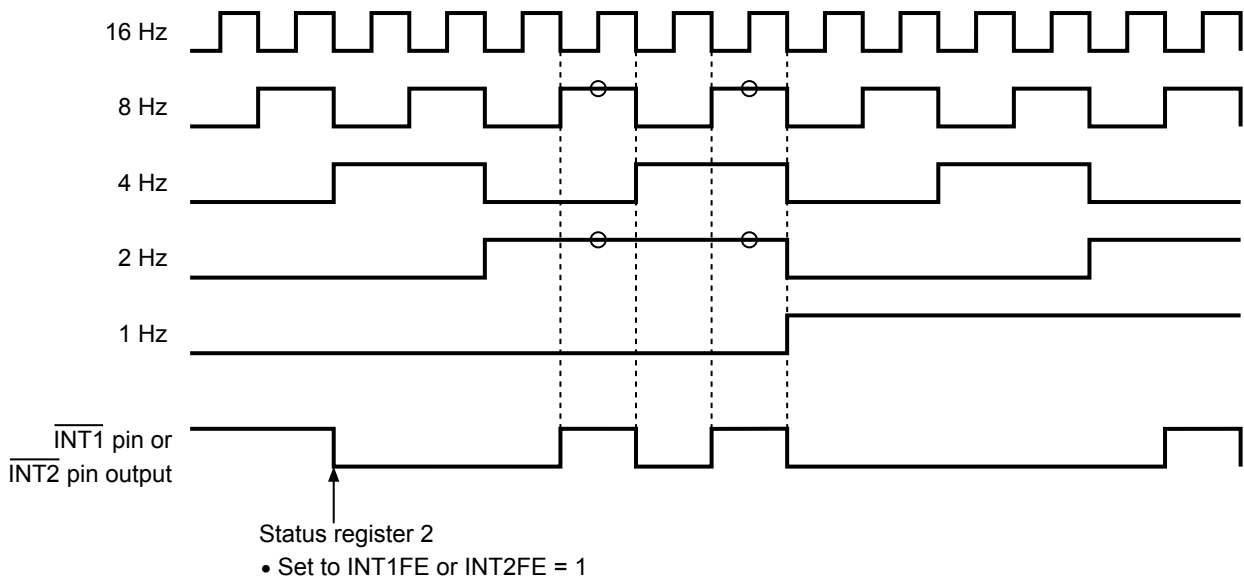 16 Hz
8 Hz
4 Hz
2 Hz
1 Hz
INT1 pin or
INT2 pin output
Status register 2
• Set to INT1FE or INT2FE = 1